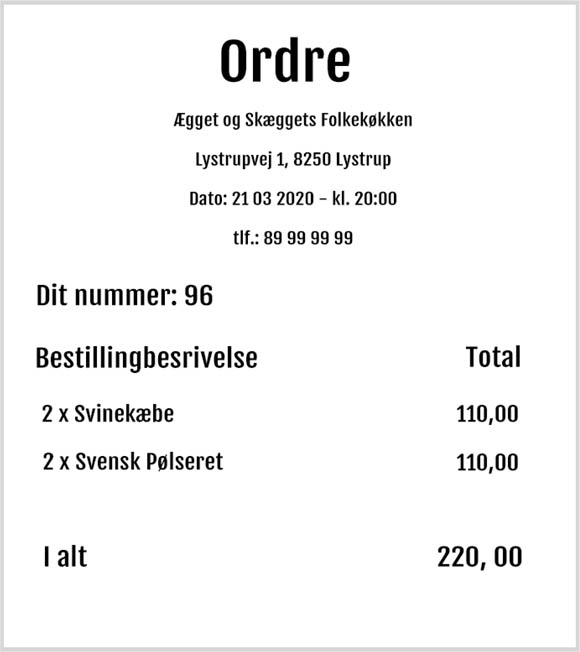 Ordre
Ægget og Skæggets Folkekøkken
Lystrupvej 1, 8250 Lystrup
Dato: 21 03 2020 - kl. 20:00
tlf.: 89 99 99 99
Dit nummer: 96
Bestillingbesrivelse Total
2 x Svinekæbe 110,00
2 x Svensk Pølseret 110,00
I alt 220, 00